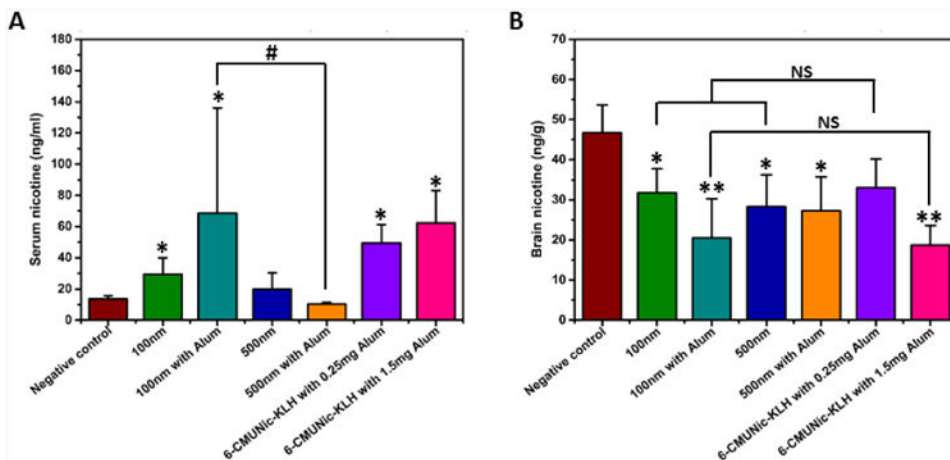 A
Serum nicotine (ng/ml)
180
160
140
120
100
80
60
40
20
0
*
*
#
*
*
Negative control
100nm
100nm with Alum
500nm
500nm with Alum
6-CMUNic-KLH with 0.25mg Alum
6-CMUNic-KLH with 1.5mg Alum
B
Brain nicotine (ng/g)
70
60
50
40
30
20
10
0
NS
NS
*
**
*
*
**
Negative control
100nm
100nm with Alum
500nm
500nm with Alum
6-CMUNic-KLH with 0.25mg Alum
6-CMUNic-KLH with 1.5mg Alum